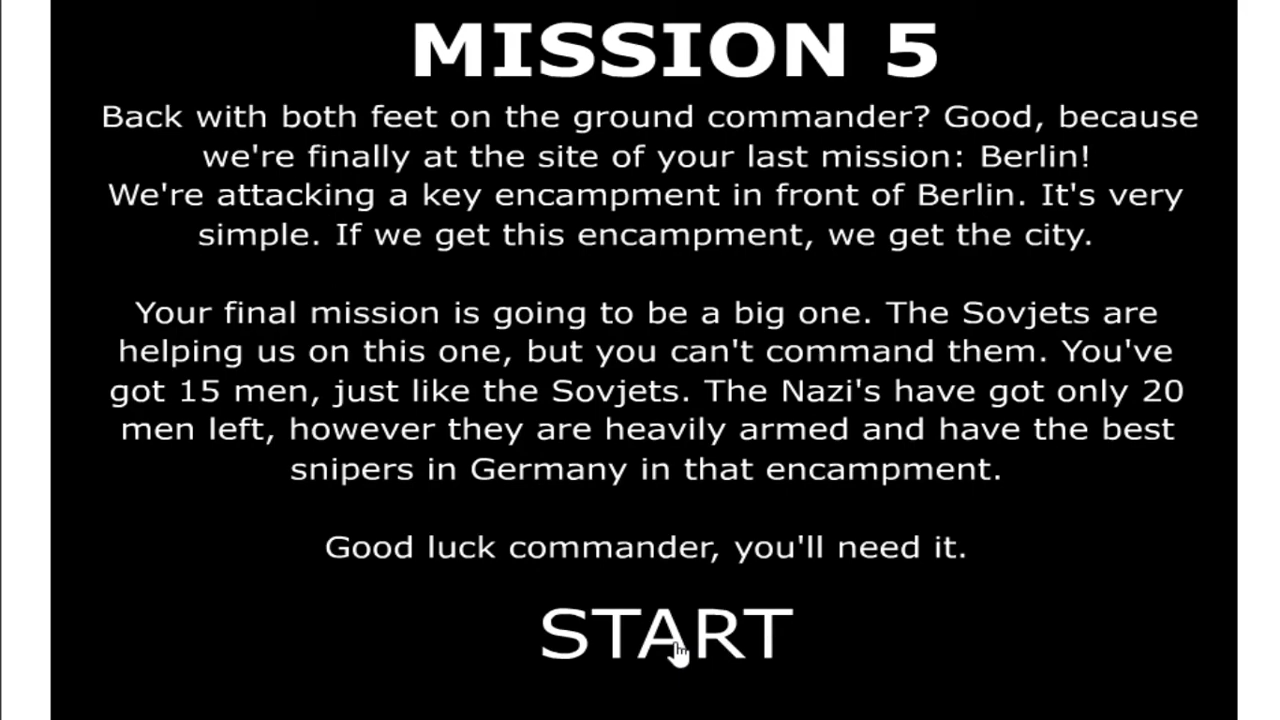 MISSION 5
Back with both feet on the ground commander? Good, because
we're finally at the site of your last mission: Berlin!
We're attacking a key encampment in front of Berlin. It's very
simple. If we get this encampment, we get the city.
Your final mission is going to be a big one. The Sovjets are
helping us on this one, but you can't command them. You've
got 15 men, just like the Sovjets. The Nazi's have got only 20
men left, however they are heavily armed and have the best
snipers in Germany in that encampment.
Good luck commander, you'll need it.
START